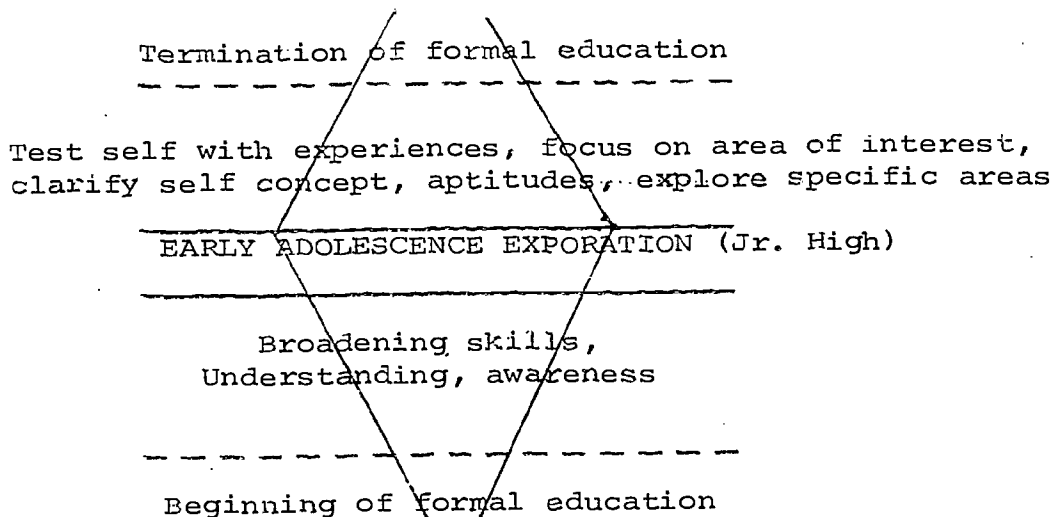 Termination of formal education
Test self with experiences, focus on area of interest,
clarify self concept, aptitudes, explore specific areas
EARLY ADOLESCENCE EXPORATION (Jr. High)
Broadening skills,
Understanding, awareness
Beginning of formal education